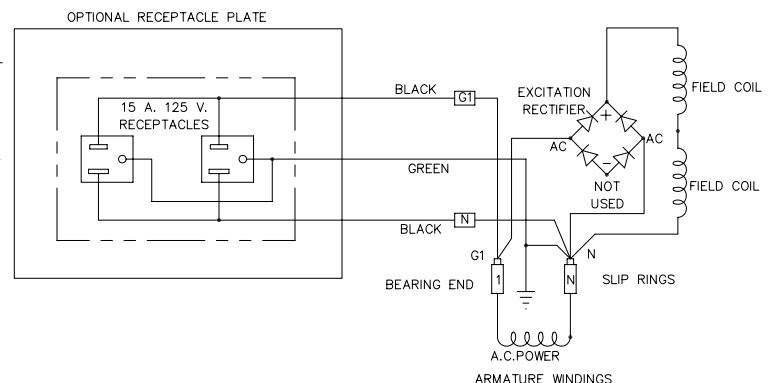 OPTIONAL RECEPTACLE PLATE
15 A. 125 V.
RECEPTACLES
BLACK
G1
GREEN
BLACK
N
EXCITATION
RECTIFIER
+
AC
AC
-
NOT
USED
FIELD COIL
FIELD COIL
G1
N
BEARING END
1
N
SLIP RINGS
A.C.POWER
ARMATURE WINDINGS